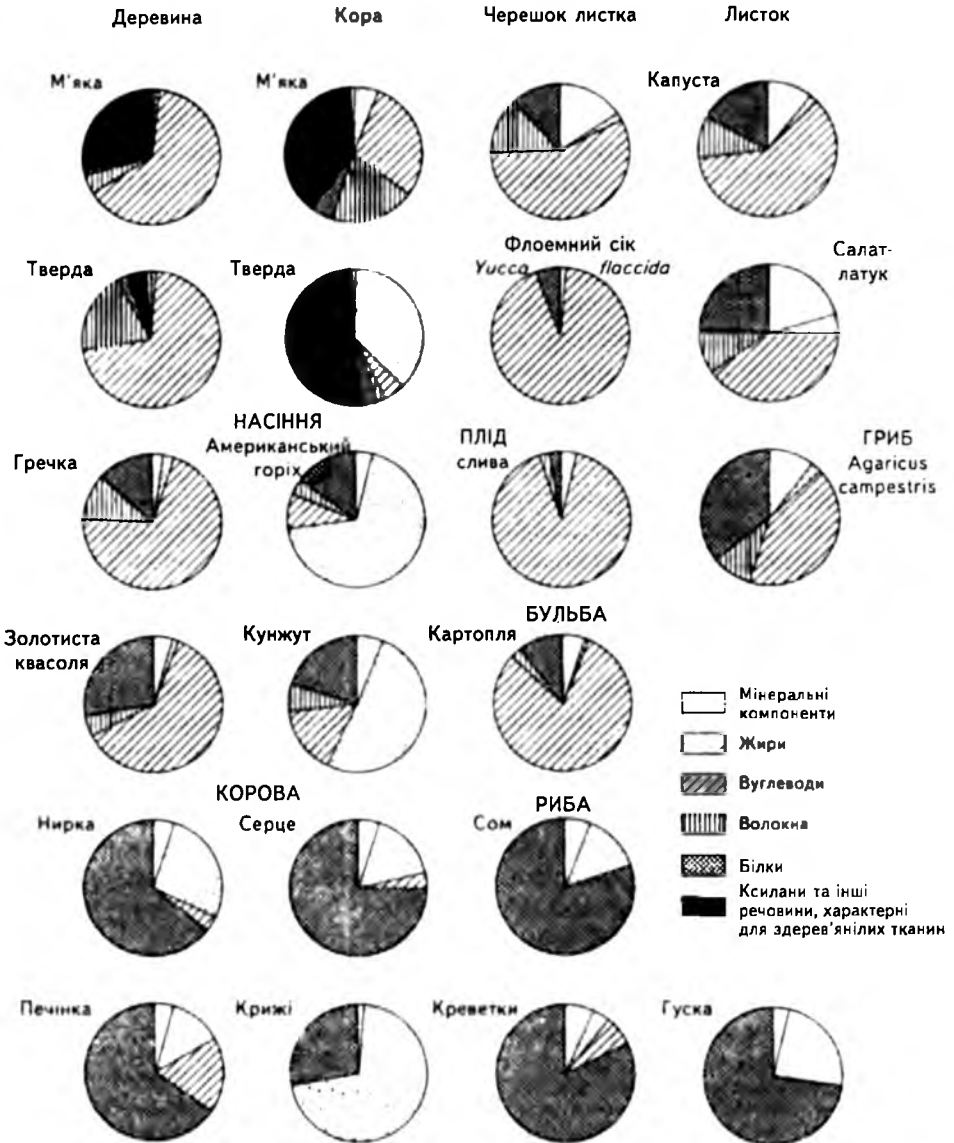 Деревина
Кора
Черешок листка
Листок
М'яка
М'яка
Капуста
Тверда
Тверда
Флоемний сік
Yucca flaccida
Салат-
латук
НАСІННЯ
Гречка
Американський
горіх
ПЛІД
слива
ГРИБ
Agaricus
campestris
Золотиста
квасоля
Кунжут
БУЛЬБА
Картопля
Мінеральні
компоненти
Жири
Вуглеводи
Волокна
Білки
Ксилани та інші
речовини, характерні
для здерев'янілих тканин
КОРОВА
Нирка
Серце
РИБА
Сом
Печінка
Крижі
Креветки
Гуска